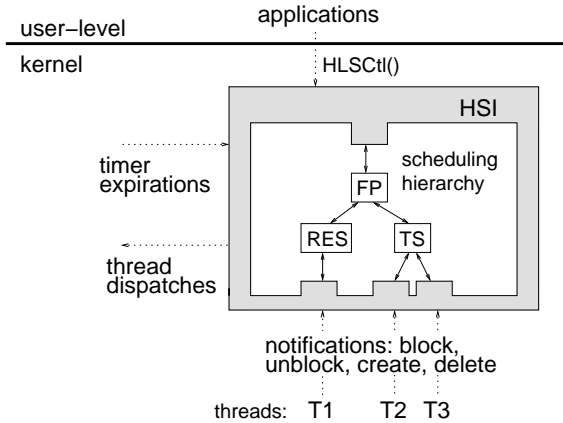 applications
user–level
kernel
HLSCtl()
HSI
timer
expirations
scheduling
hierarchy
FP
RES
TS
thread
dispatches
notifications: block,
unblock, create, delete
threads: T1 T2 T3